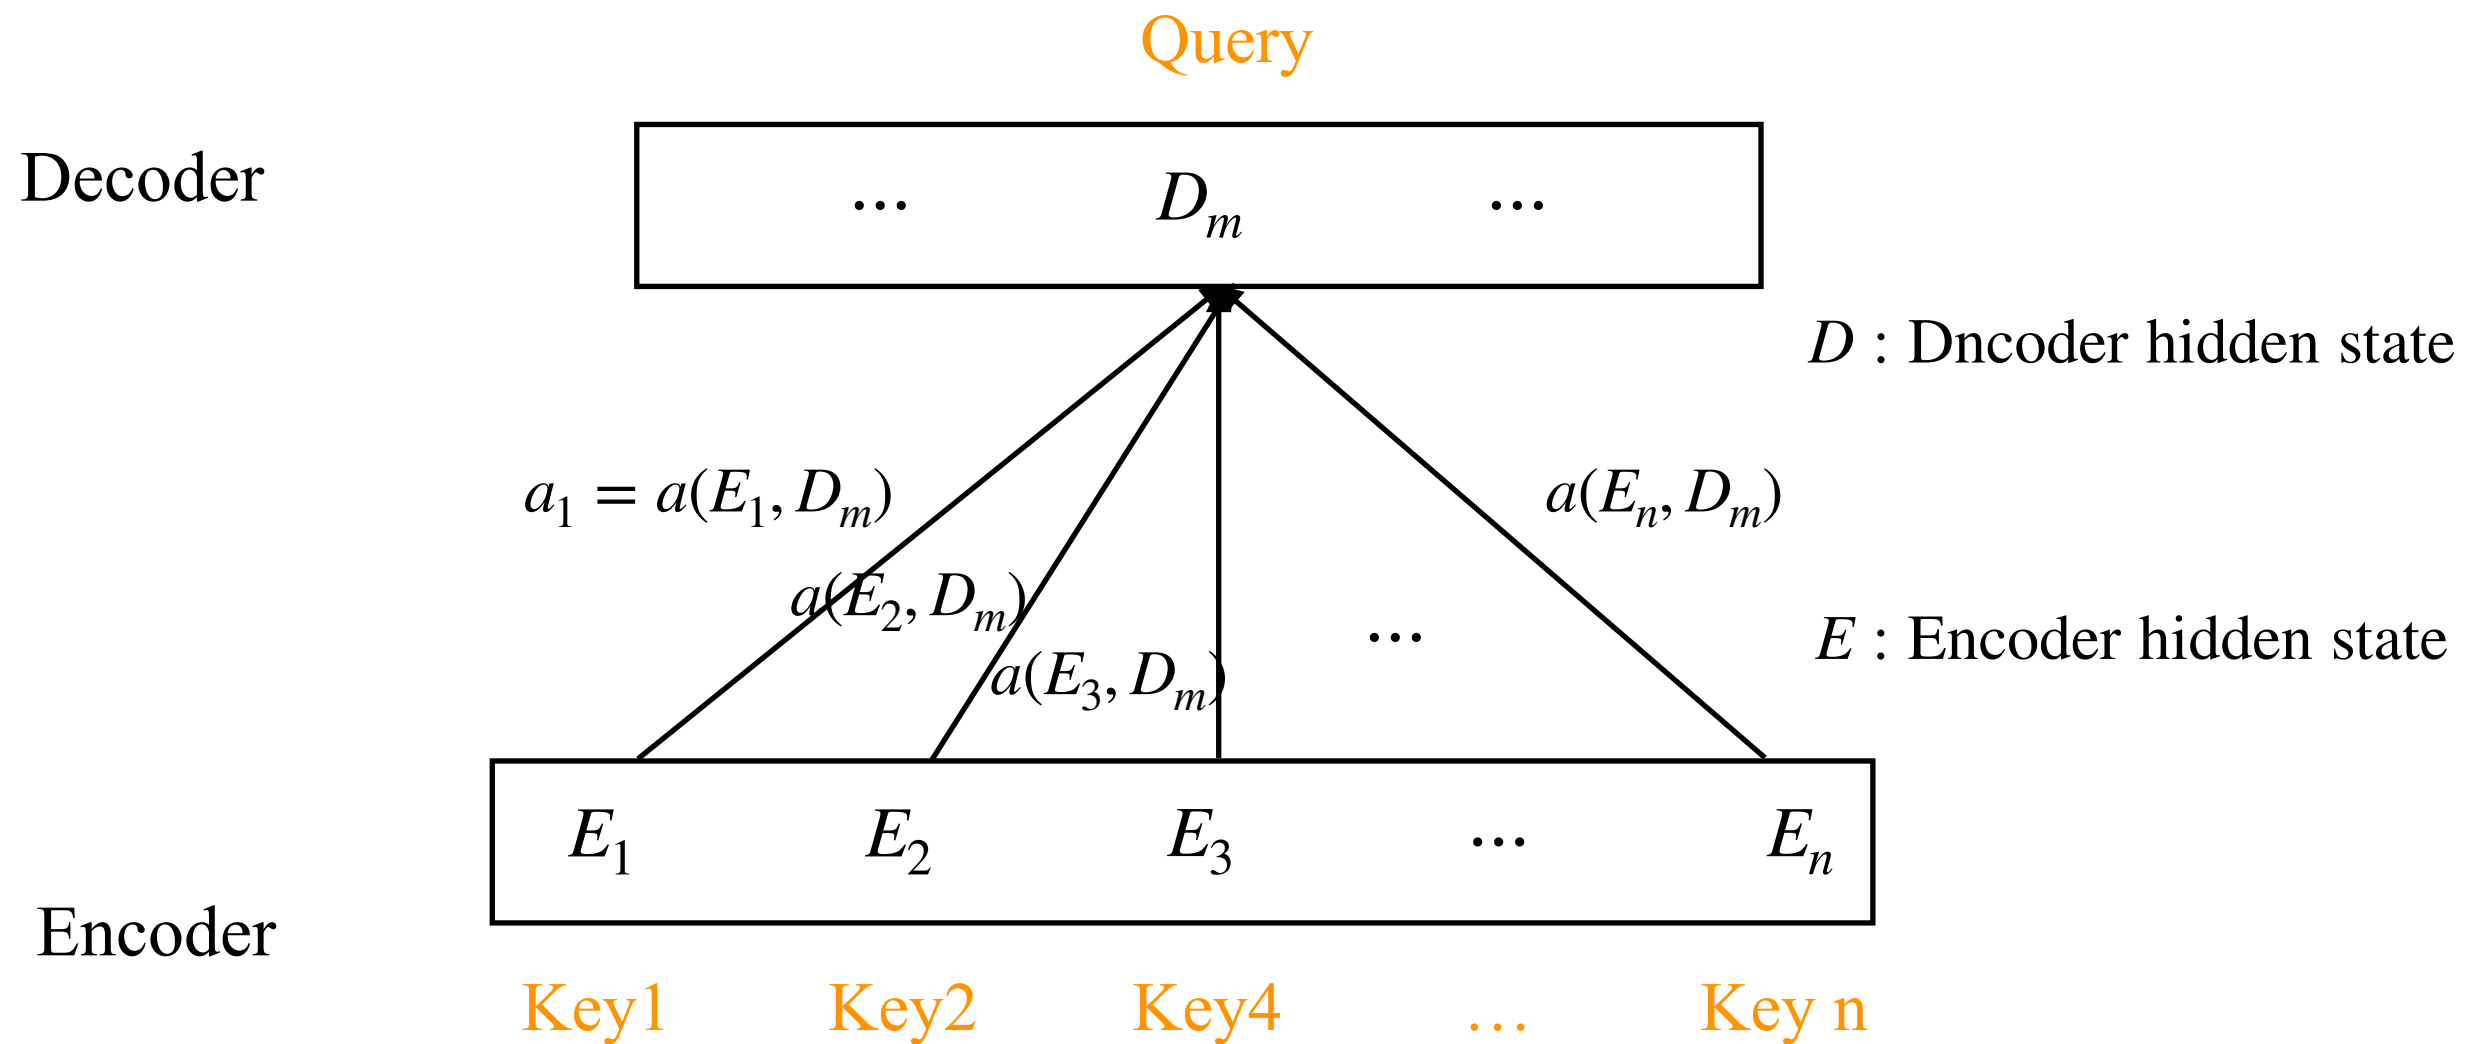 Query
Decoder
... D_m ...
D : Dncoder hidden state
a_1 = a(E_1, D_m)
a(E_n, D_m)
a(E_2, D_m)
...
E : Encoder hidden state
a(E_3, D_m)
E_1 E_2 E_3 ... E_n
Encoder
Key1 Key2 Key4 ... Key n